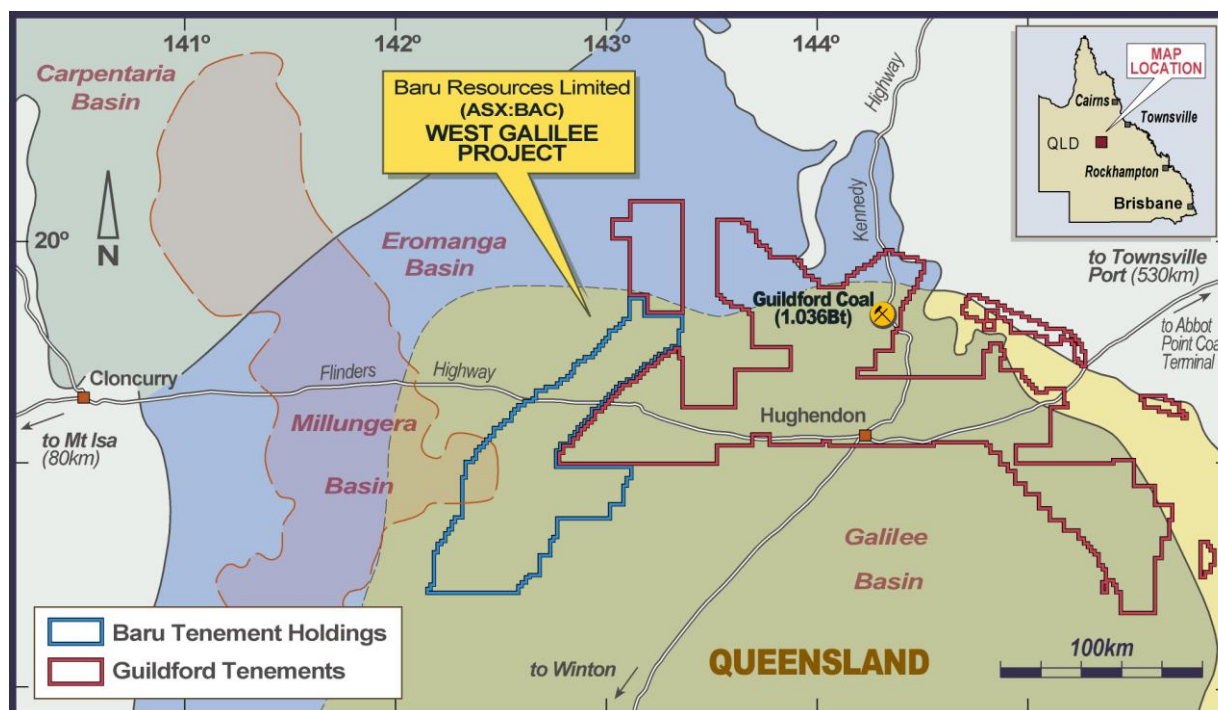 141°
142°
143°
144°
Carpentaria
Basin
Baru Resources Limited
(ASX:BAC)
WEST GALILEE
PROJECT
Highway
Kennedy
MAP
LOCATION
Cairns
Townsville
QLD
Rockhampton
Brisbane
20°
N
Eromanga
Basin
to Townsville
Port (530km)
Guildford Coal
(1.036Bt)
to Abbot
Point Coal
Terminal
Cloncurry
Flinders
Highway
to Mt Isa
(80km)
Millungera
Basin
Hughendon
Galilee
Basin
Baru Tenement Holdings
Guildford Tenements
to Winton
QUEENSLAND
100km